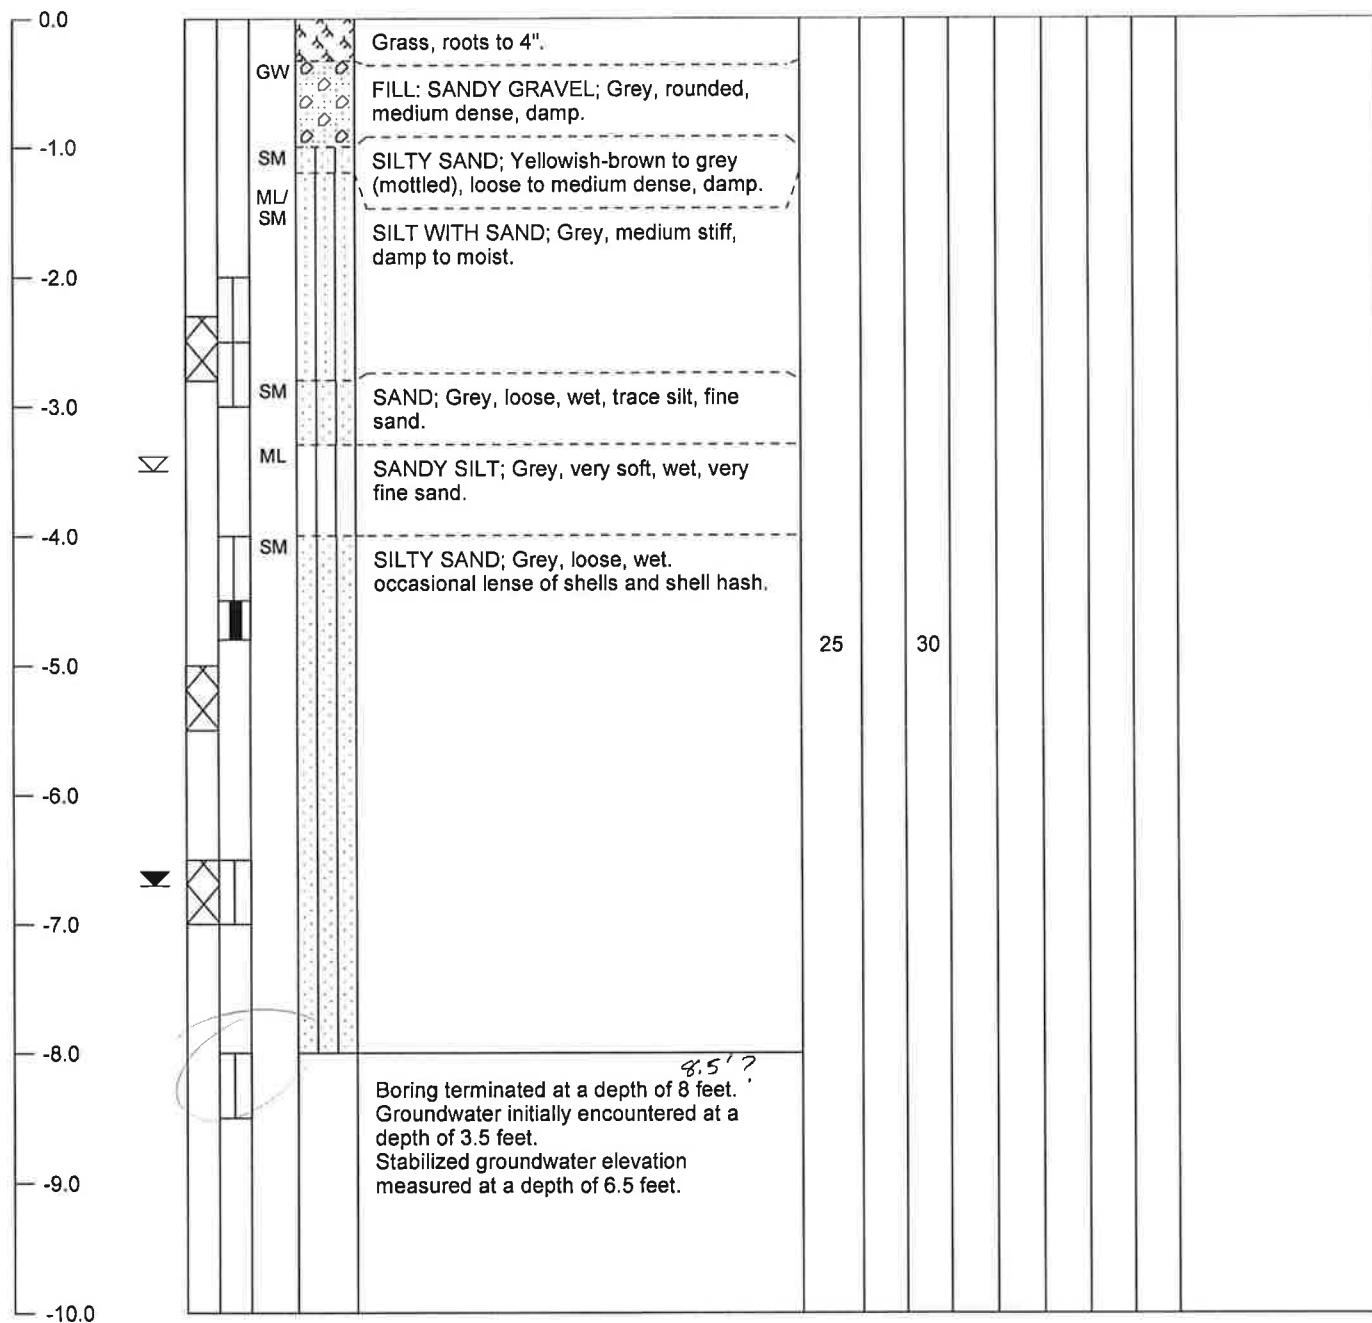 0.0
Grass, roots to 4".
GW
FILL: SANDY GRAVEL; Grey, rounded,
medium dense, damp.
-1.0
SM
SILTY SAND; Yellowish-brown to grey
(mottled), loose to medium dense, damp.
ML/
SM
SILT WITH SAND; Grey, medium stiff,
damp to moist.
-2.0
SM
SAND; Grey, loose, wet, trace silt, fine
sand.
-3.0
ML
SANDY SILT; Grey, very soft, wet, very
fine sand.
-4.0
SM
SILTY SAND; Grey, loose, wet.
occasional lense of shells and shell hash.
25 30
-5.0
-6.0
-7.0
-8.0
8.5'?
Boring terminated at a depth of 8 feet.
Groundwater initially encountered at a
depth of 3.5 feet.
Stabilized groundwater elevation
measured at a depth of 6.5 feet.
-9.0
-10.0